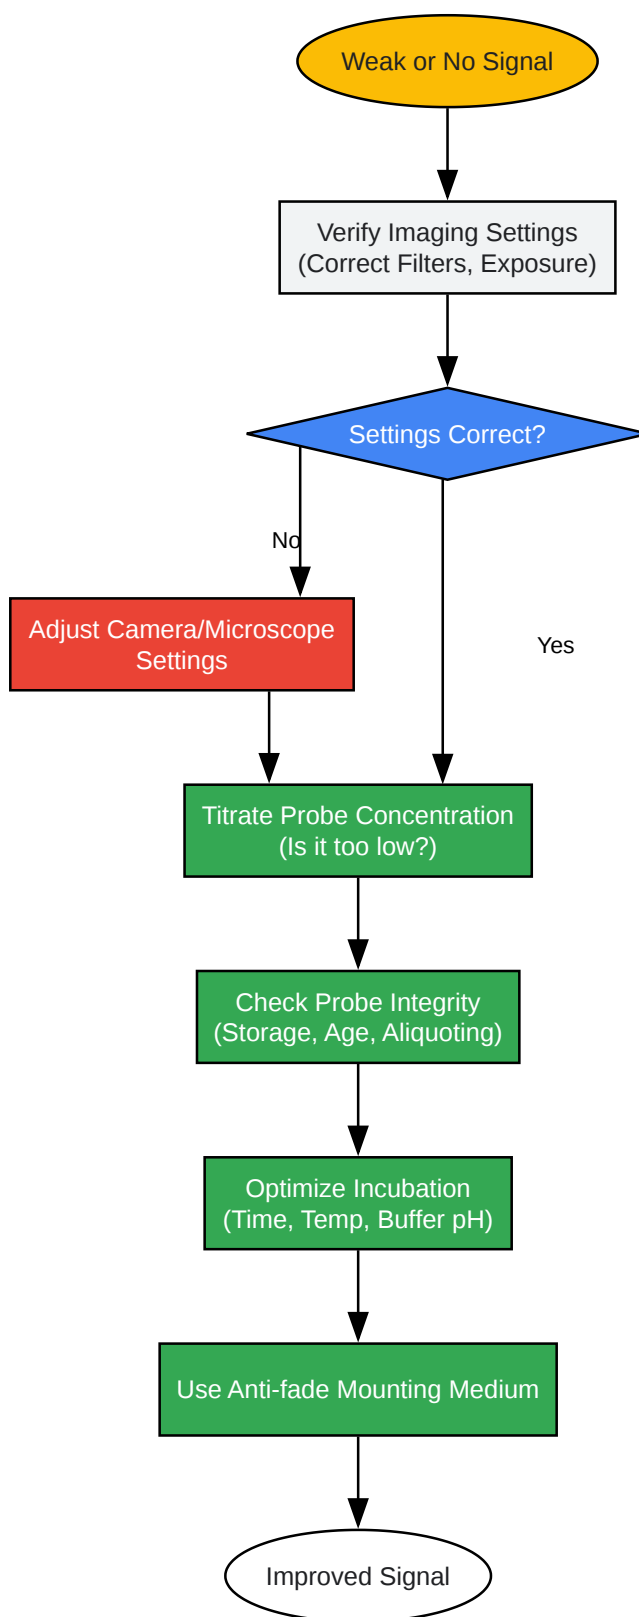 Weak or No Signal
Verify Imaging Settings
(Correct Filters, Exposure)
Settings Correct?
No
Adjust Camera/Microscope
Settings
Yes
Titrate Probe Concentration
(Is it too low?)
Check Probe Integrity
(Storage, Age, Aliquoting)
Optimize Incubation
(Time, Temp, Buffer pH)
Use Anti-fade Mounting Medium
Improved Signal